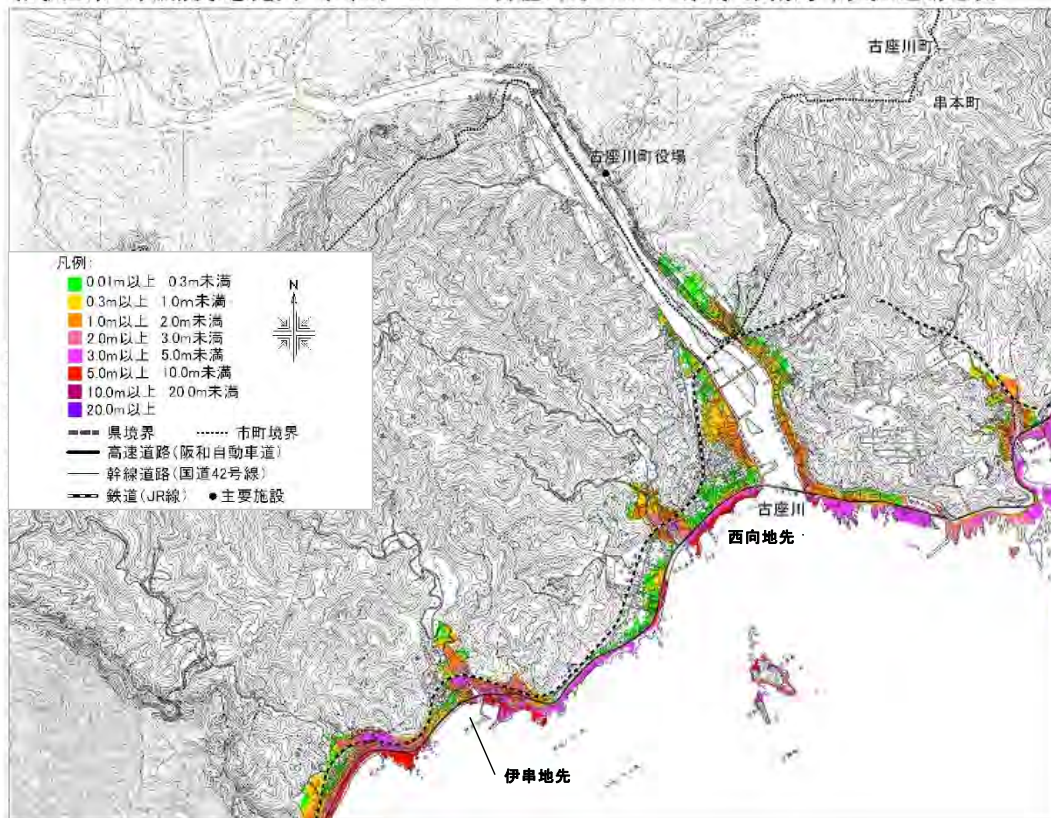 古座川町
串本町
古座川町役場
凡例:
0.01m以上 0.3m未満
0.3m以上 1.0m未満
1.0m以上 2.0m未満
2.0m以上 3.0m未満
3.0m以上 5.0m未満
5.0m以上 10.0m未満
10.0m以上 20.0m未満
20.0m以上
N
県境界 市町境界
高速道路(阪和自動車道)
幹線道路(国道42号線)
鉄道(JR線) ●主要施設
古座川
西向地先
伊串地先